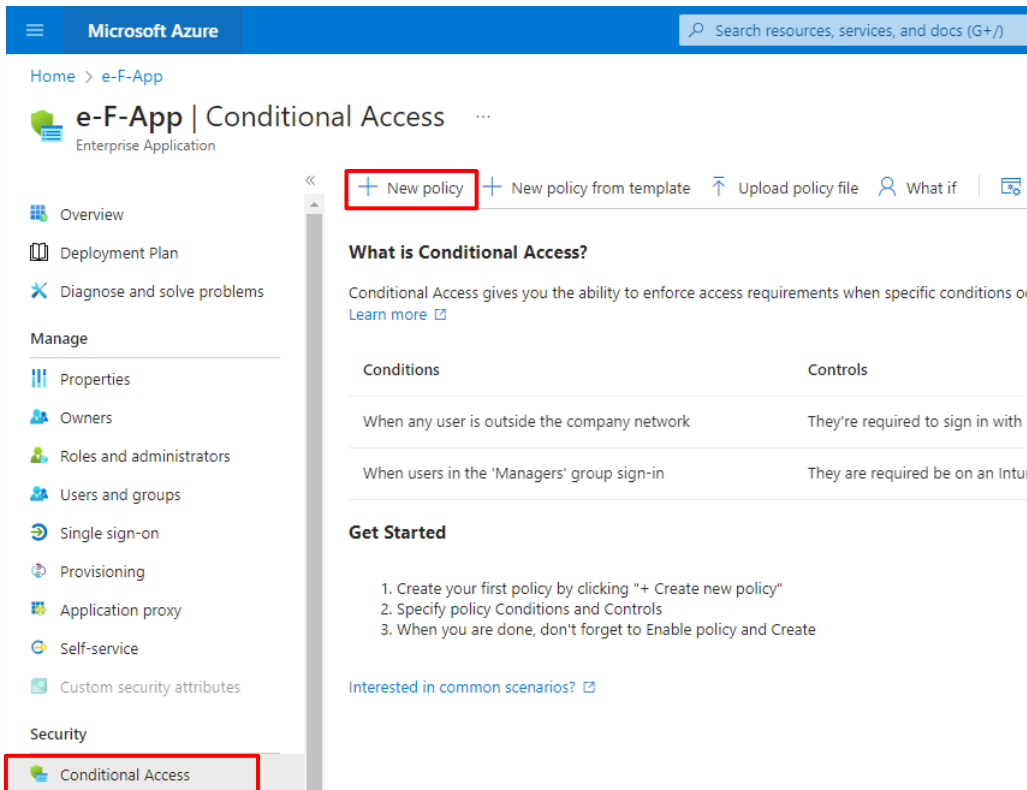 Microsoft Azure
Search resources, services, and docs (G+/)
Home > e-F-App
e-F-App | Conditional Access ...
Enterprise Application
«
Overview
Deployment Plan
Diagnose and solve problems
Manage
Properties
Owners
Roles and administrators
Users and groups
Single sign-on
Provisioning
Application proxy
Self-service
Custom security attributes
Security
Conditional Access
+ New policy + New policy from template Upload policy file What if
What is Conditional Access?
Conditional Access gives you the ability to enforce access requirements when specific conditions
Learn more
Conditions Controls
When any user is outside the company network They're required to sign in with
When users in the 'Managers' group sign-in They are required be on an
Get Started
1. Create your first policy by clicking "+ Create new policy"
2. Specify policy Conditions and Controls
3. When you are done, don't forget to Enable policy and Create
Interested in common scenarios?